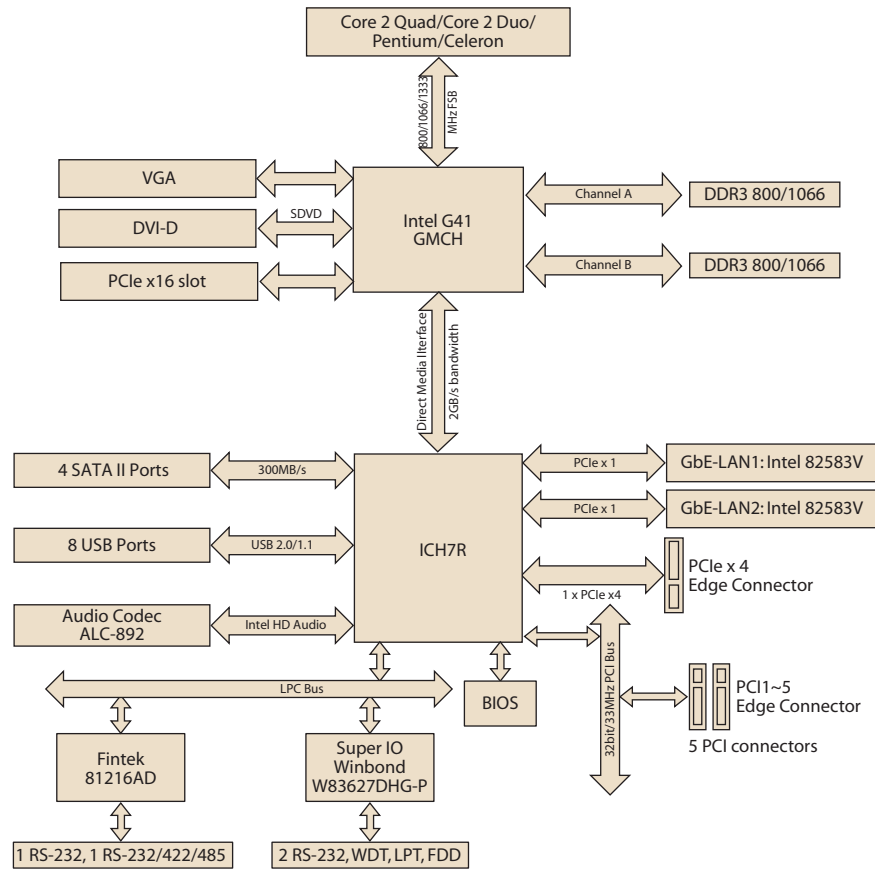 Core 2 Quad/Core 2 Duo/
Pentium/Celeron
800/1066/1333
MHz FSB
VGA
DVI-D
SDVD
PCIe x16 slot
Intel G41
GMCH
Channel A
DDR3 800/1066
Channel B
DDR3 800/1066
Direct Media IIterface
2GB/s bandwidth
4 SATA II Ports
300MB/s
8 USB Ports
USB 2.0/1.1
Audio Codec
ALC-892
Intel HD Audio
ICH7R
PCIe x 1
GbE-LAN1: Intel 82583V
PCIe x 1
GbE-LAN2: Intel 82583V
1 x PCIe x4
PCIe x 4
Edge Connector
32bit/33MHz PCI Bus
PCI1~5
Edge Connector
5 PCI connectors
LPC Bus
BIOS
Fintek
81216AD
Super IO
Winbond
W83627DHG-P
1 RS-232, 1 RS-232/422/485
2 RS-232, WDT, LPT, FDD